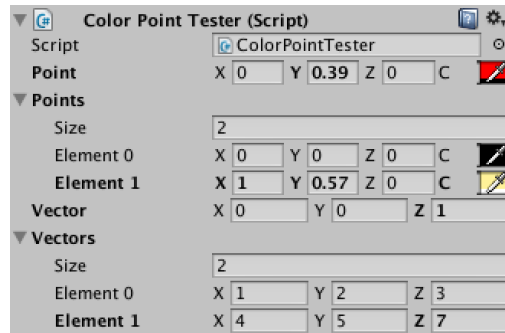 Color Point Tester (Script)
Script ColorPointTester
Point X 0 Y 0.39 Z 0 C
Points
Size 2
Element 0 X 0 Y 0 Z 0 C
Element 1 X 1 Y 0.57 Z 0 C
Vector X 0 Y 0 Z 1
Vectors
Size 2
Element 0 X 1 Y 2 Z 3
Element 1 X 4 Y 5 Z 7